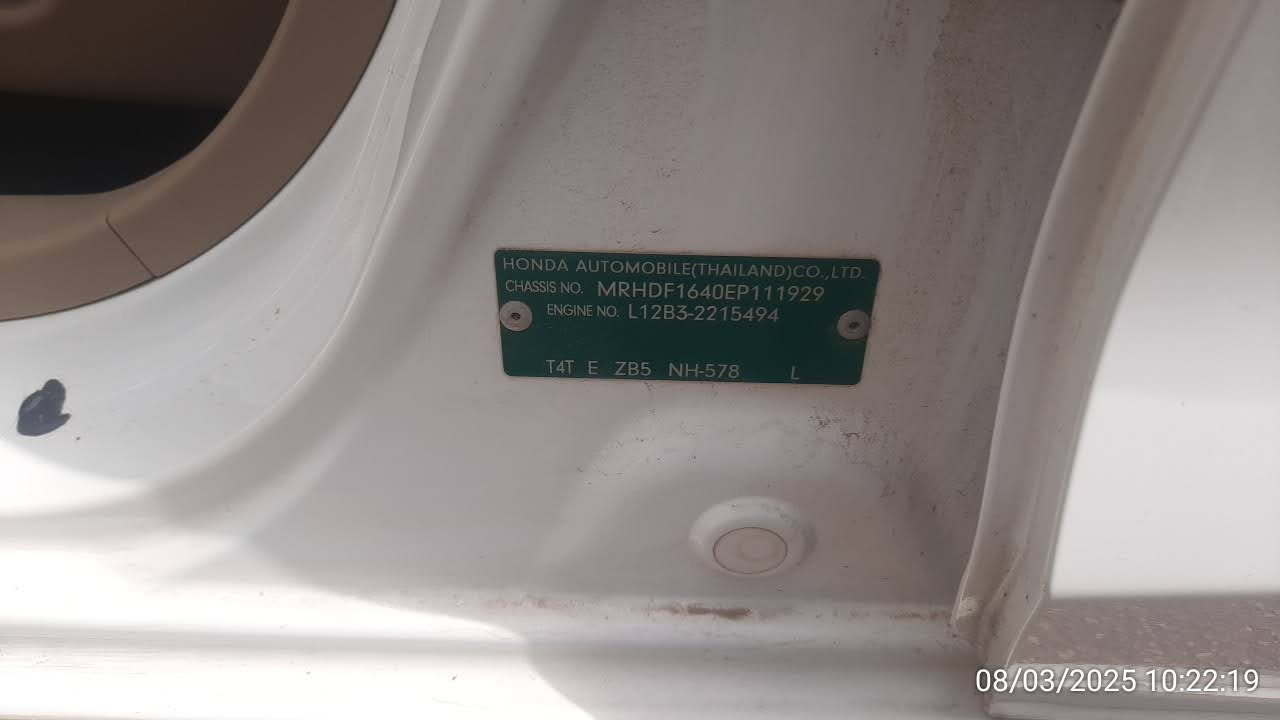 HONDA AUTOMOBILE(THAILAND)CO.,LTD.
CHASSIS NO. MRHDF1640EP111929
ENGINE NO. L12B3-2215494
T4T E ZB5 NH-578 L
08/03/2025 10:22:19